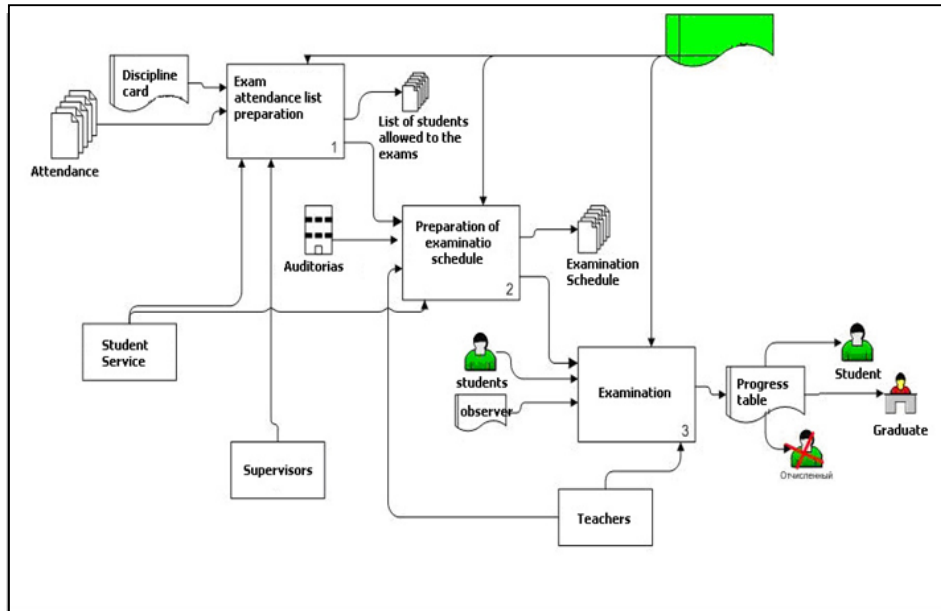 Discipline
card
Attendance
Exam
attendance list
preparation
1
List of students
allowed to the
exams
Auditorias
Preparation of
examinatio
schedule
2
Examination
Schedule
Student
Service
students
observer
Examination
3
Progress
table
Student
Graduate
Отчисленный
Supervisors
Teachers